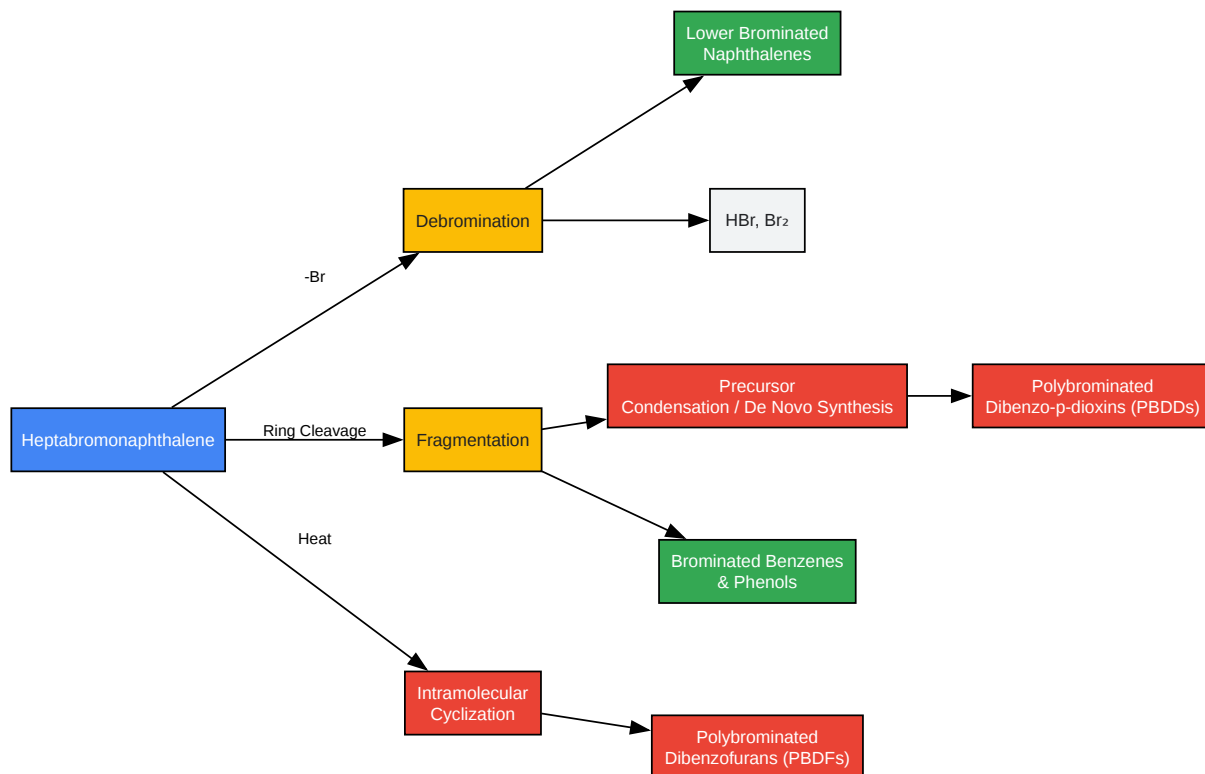 Lower Brominated
Naphthalenes
Debromination
HBr, Br₂
-Br
Precursor
Condensation / De Novo Synthesis
Polybrominated
Dibenzo-p-dioxins (PBDDs)
Heptabromonaphthalene
Ring Cleavage
Fragmentation
Heat
Brominated Benzenes
& Phenols
Intramolecular
Cyclization
Polybrominated
Dibenzofurans (PBDFs)